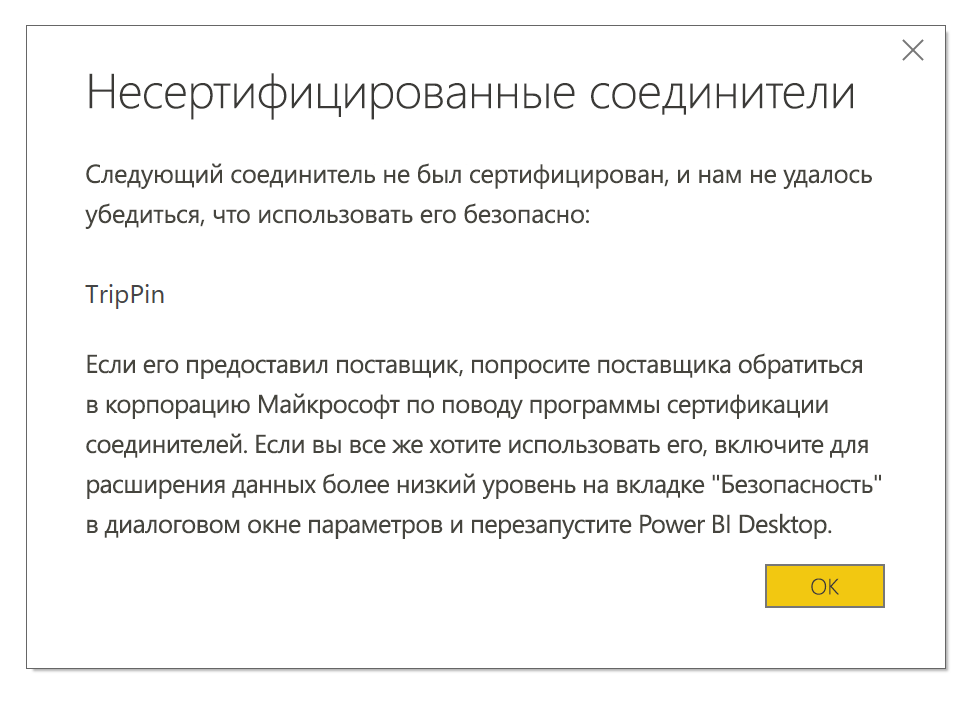 Несертифицированные соединители
Следующий соединитель не был сертифицирован, и нам не удалось
убедиться, что использовать его безопасно:
TripPin
Если его предоставил поставщик, попросите поставщика обратиться
в корпорацию Майкрософт по поводу программы сертификации
соединителей. Если вы все же хотите использовать его, включите для
расширения данных более низкий уровень на вкладке "Безопасность"
в диалоговом окне параметров и перезапустите Power BI Desktop.
ОК